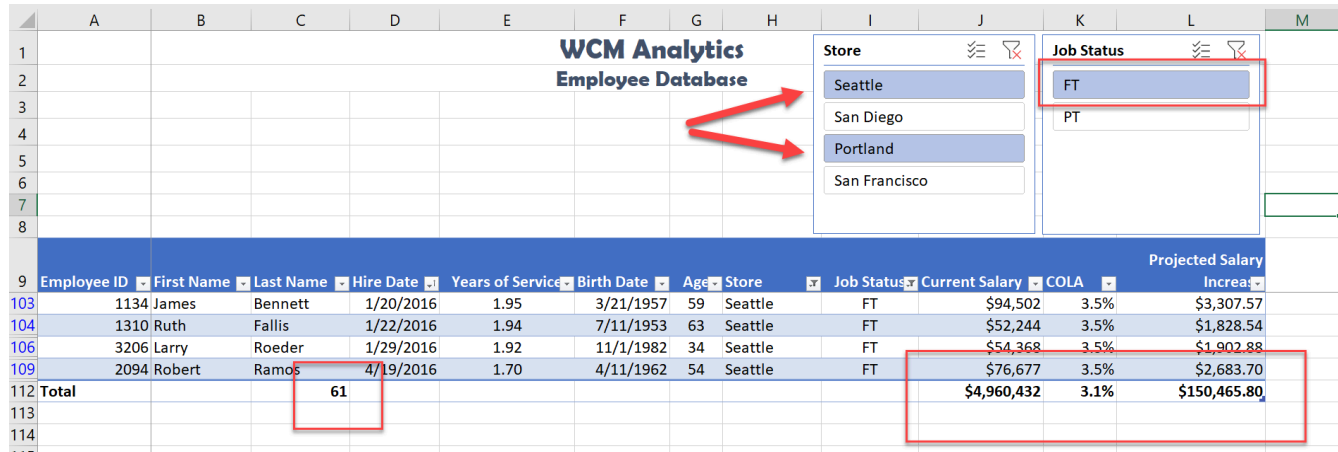 A B C D E F G H I J K L M
1 WCM Analytics
2 Employee Database
3
4
5
6
7
8
Store
Seattle
San Diego
Portland
San Francisco
Job Status
FT
PT
9 Employee ID First Name Last Name Hire Date Years of Service Birth Date Age Store Job Status Current Salary COLA Projected Salary Increas
103 1134 James Bennett 1/20/2016 1.95 3/21/1957 59 Seattle FT $94,502 3.5% $3,307.57
104 1310 Ruth Fallis 1/22/2016 1.94 7/11/1953 63 Seattle FT $52,244 3.5% $1,828.54
106 3206 Larry Roeder 1/29/2016 1.92 11/1/1982 34 Seattle FT $54,368 3.5% $1,902.88
109 2094 Robert Ramos 4/19/2016 1.70 4/11/1962 54 Seattle FT $76,677 3.5% $2,683.70
112 Total 61 $4,960,432 3.1% $150,465.80
113
114